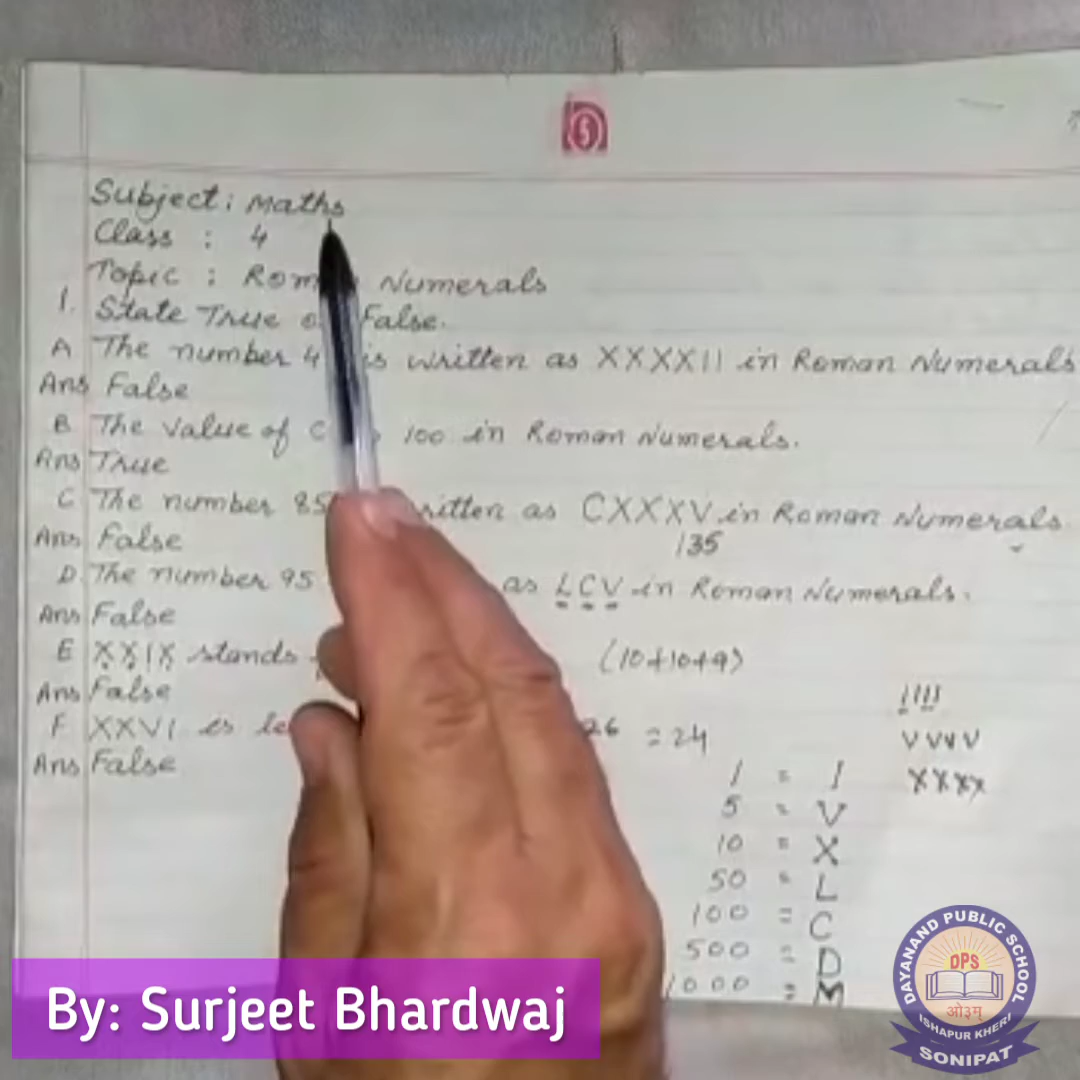 Subject: Maths
Class : 4
Topic : Roman Numerals
1. State True or False.
A The number 4 is written as XXXXII in Roman Numerals
Ans False
B The value of C 100 in Roman Numerals.
Ans True
C The number 85 written as CXXXV in Roman Numerals.
Ans False
135
D. The number 95 as LCV in Roman Numerals.
Ans False
E XXIX stands (10+10+9)
Ans False
IIII
F XXVI is 26 = 24
VVVV
Ans False
XXXX
1 = I
5 = V
10 = X
50 = L
100 = C
500 = D
1000 = M
By: Surjeet Bhardwaj
DAYANAND PUBLIC SCHOOL
DPS
ओ३म्
ISHAPUR KHERI
SONIPAT